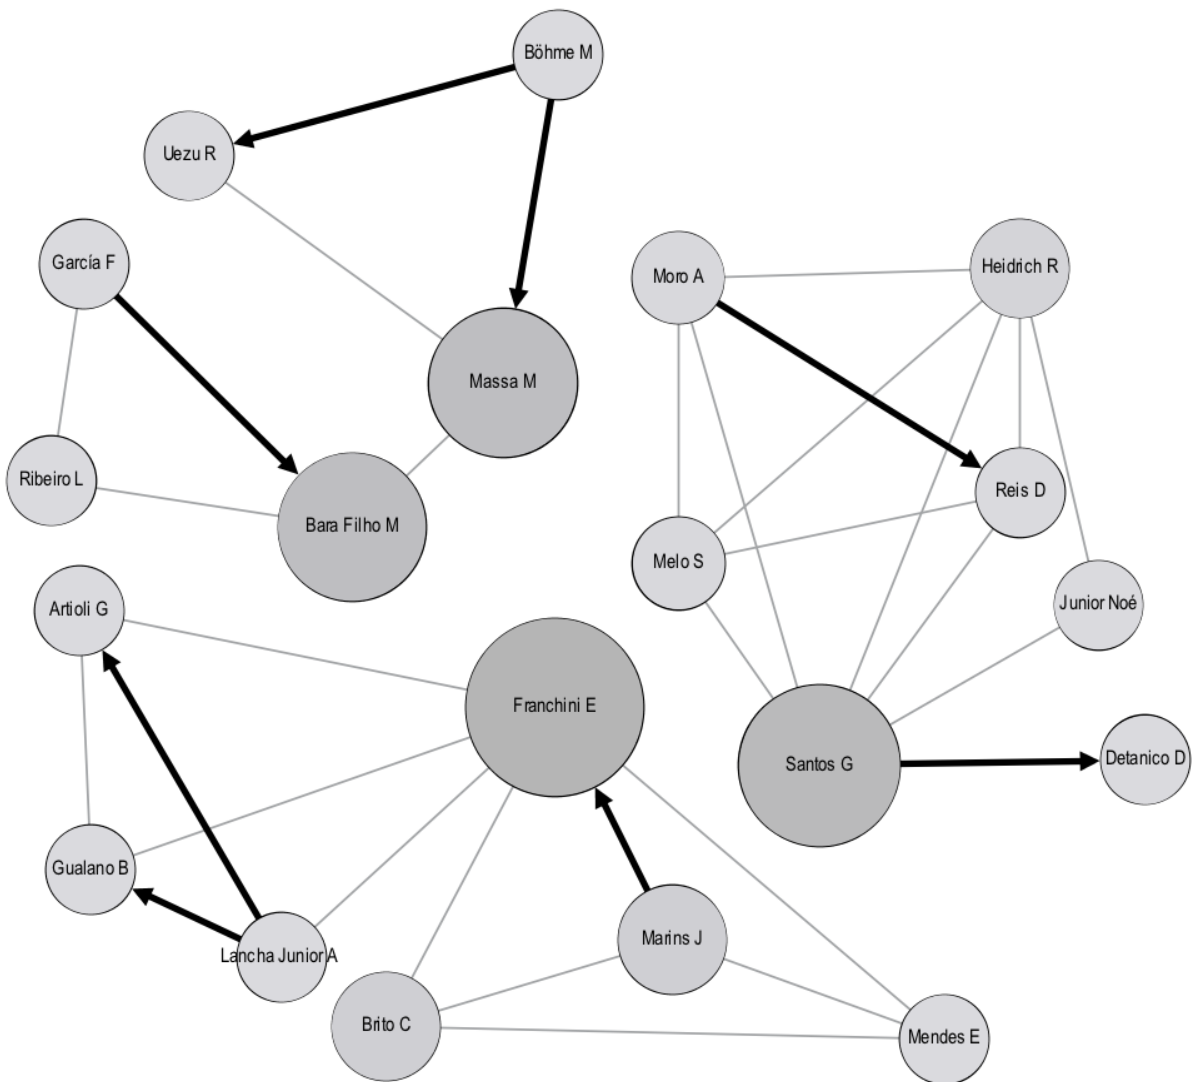 Böhme M
Uezu R
García F
Moro A
Heidrich R
Massa M
Ribeiro L
Bara Filho M
Reis D
Melo S
Junior Noé
Artioli G
Franchini E
Santos G
Detanico D
Gualano B
Lancha Junior A
Marins J
Brito C
Mendes E